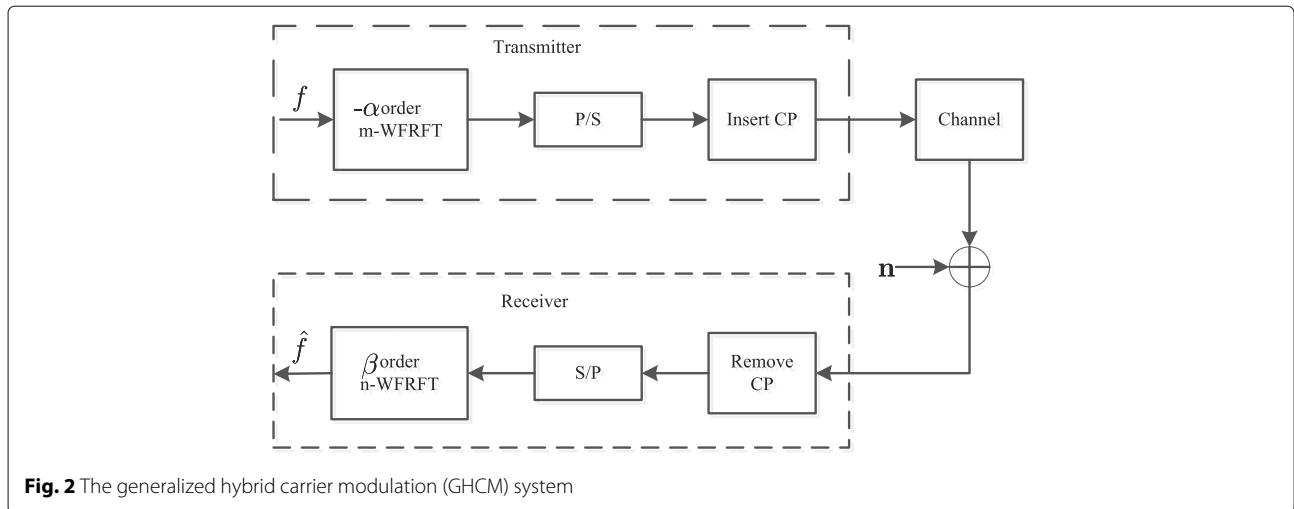 Transmitter
f
-α order
m-WFRFT
P/S
Insert CP
Channel
n
Receiver
f̂
β order
n-WFRFT
S/P
Remove
CP
Fig. 2 The generalized hybrid carrier modulation (GHCM) system